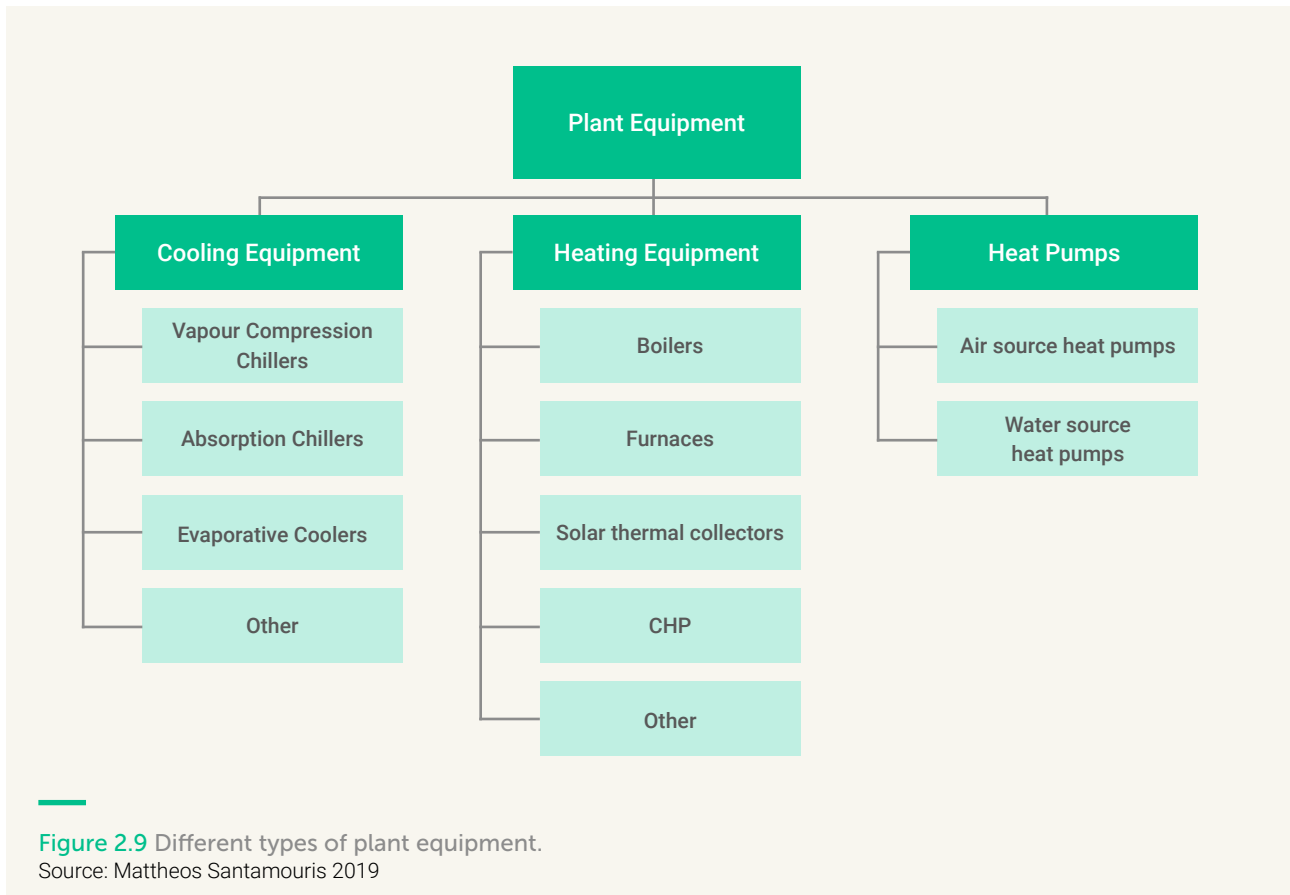 Plant Equipment
Cooling Equipment
Vapour Compression
Chillers
Absorption Chillers
Evaporative Coolers
Other
Heating Equipment
Boilers
Furnaces
Solar thermal collectors
CHP
Other
Heat Pumps
Air source heat pumps
Water source
heat pumps
Figure 2.9 Different types of plant equipment.
Source: Mattheos Santamouris 2019